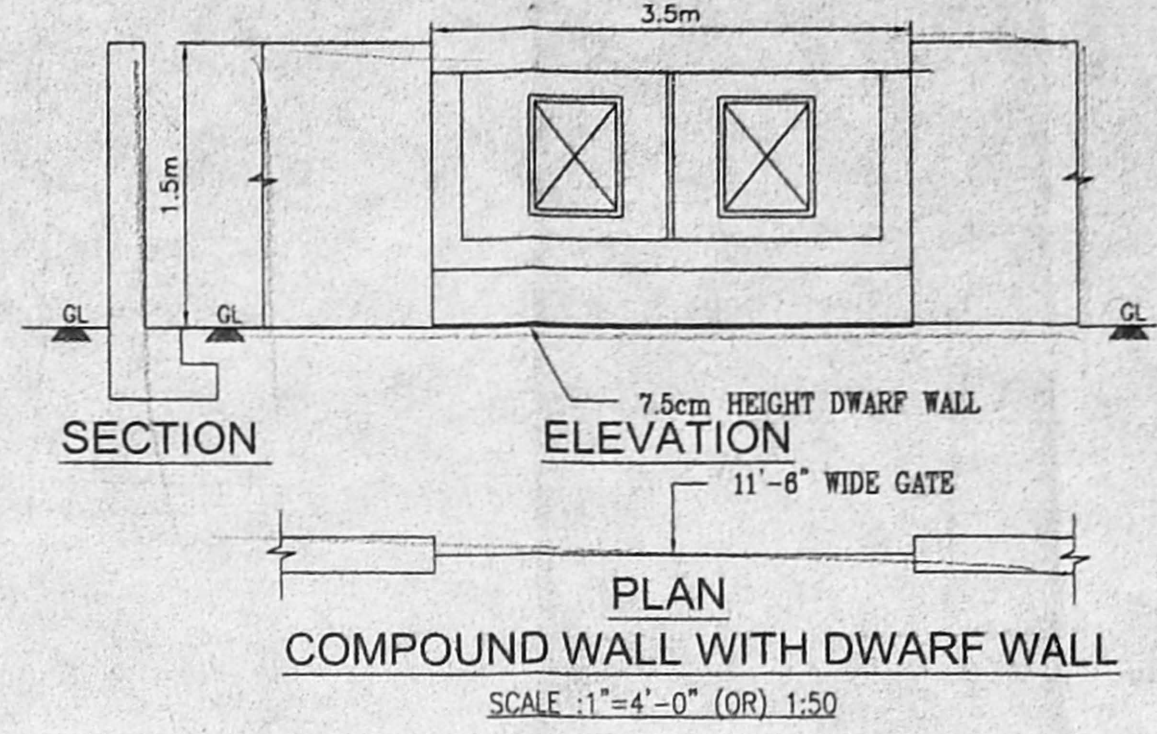 3.5m
1.5m
GL
GL
GL
7.5cm HEIGHT DWARF WALL
SECTION
ELEVATION
11'-6" WIDE GATE
PLAN
COMPOUND WALL WITH DWARF WALL
SCALE :1"=4'-0" (OR) 1:50